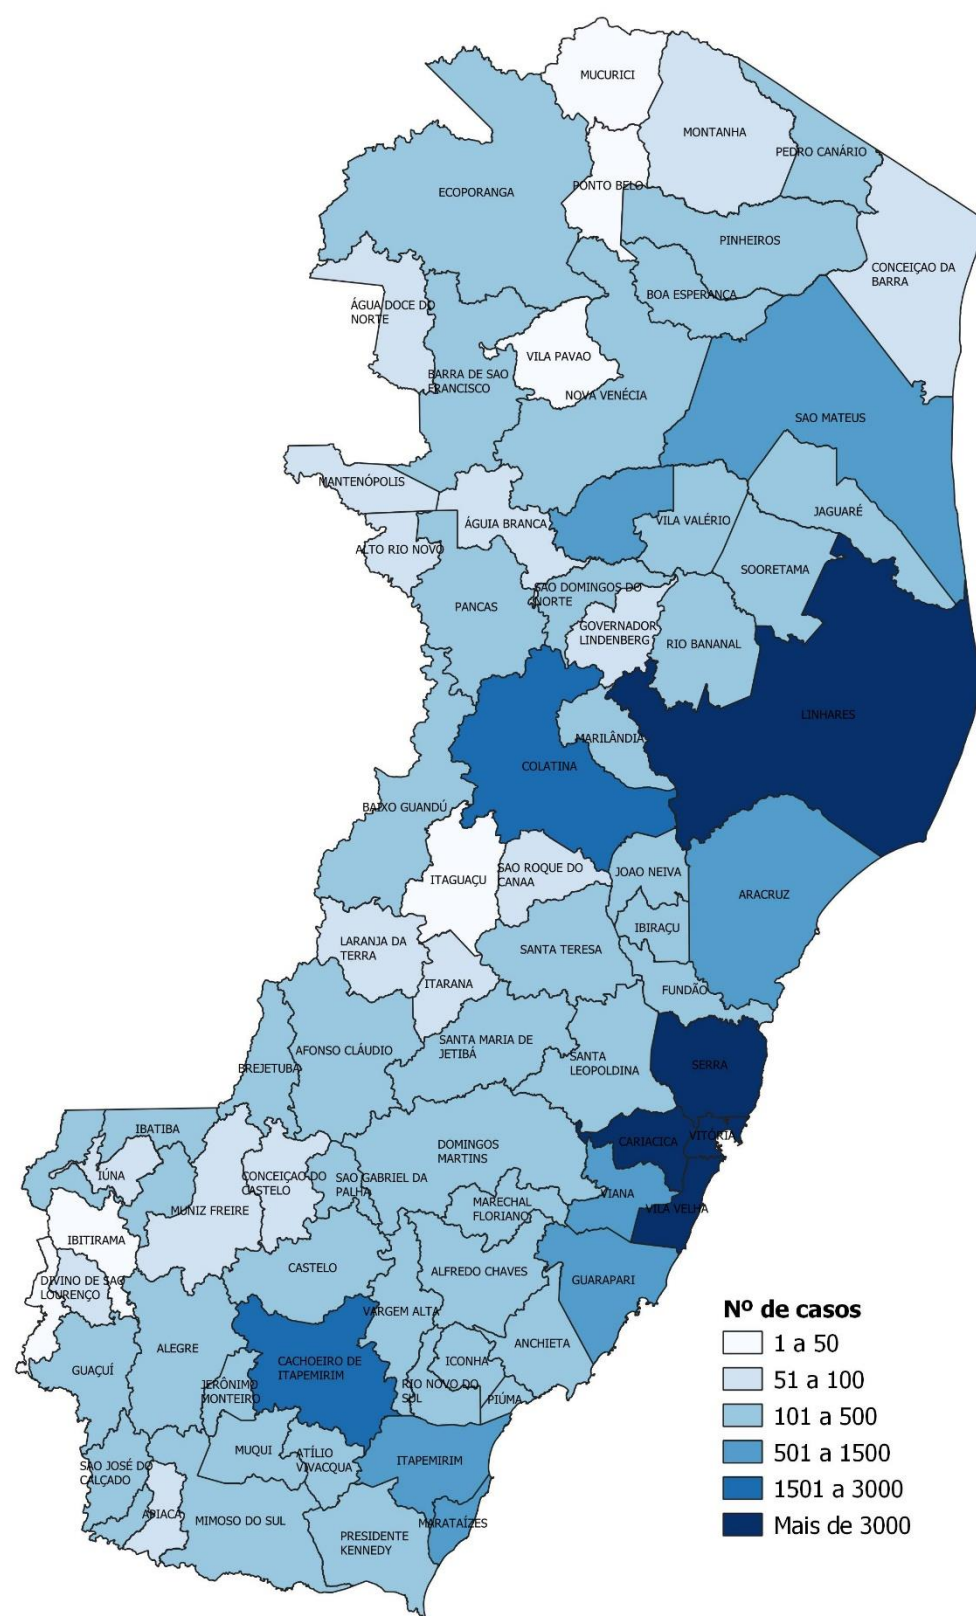 MUCURICI
MONTANHA
PEDRO CANÁRIO
PONTO BELO
ECOPORANGA
PINHEIROS
CONCEIÇAO DA
BARRA
BOA ESPERANÇA
ÁGUA DOCE DO
NORTE
VILA PAVAO
BARRA DE SAO
FRANCISCO
NOVA VENÉCIA
SAO MATEUS
MANTENÓPOLIS
JAGUARÉ
VILA VALÉRIO
ÁGUIA BRANCA
ALTO RIO NOVO
SOORETAMA
SAO DOMINGOS DO
NORTE
PANCAS
GOVERNADOR
LINDENBERG
RIO BANANAL
LINHARES
MARILÂNDIA
COLATINA
BAIXO GUANDÚ
SAO ROQUE DO
CANAA
JOAO NEIVA
ITAGUAÇU
ARACRUZ
IBIRAÇU
LARANJA DA
TERRA
SANTA TERESA
ITARANA
FUNDÃO
SANTA MARIA DE
JETIBÁ
AFONSO CLÁUDIO
SANTA
LEOPOLDINA
SERRA
BREJETUBA
IBATIBA
VITÓRIA
CARIACICA
DOMINGOS
MARTINS
IÚNA
CONCEIÇAO DO
CASTELO
SAO GABRIEL DA
PALHA
VIANA
MARECHAL
FLORIANO
VILA VELHA
MUNIZ FREIRE
IBITIRAMA
CASTELO
ALFREDO CHAVES
GUARAPARI
DIVINO DE SAO
LOURENÇO
VARGEM ALTA
ANCHIETA
ALEGRE
CACHOEIRO DE
ITAPEMIRIM
ICONHA
GUAÇUÍ
JERÔNIMO
MONTEIRO
RIO NOVO DO
SUL
PIÚMA
MUQUI
ATÍLIO
VIVACQUA
ITAPEMIRIM
SAO JOSÉ DO
CALÇADO
APIACÁ
MIMOSO DO SUL
MARATAÍZES
PRESIDENTE
KENNEDY
Nº de casos
1 a 50
51 a 100
101 a 500
501 a 1500
1501 a 3000
Mais de 3000